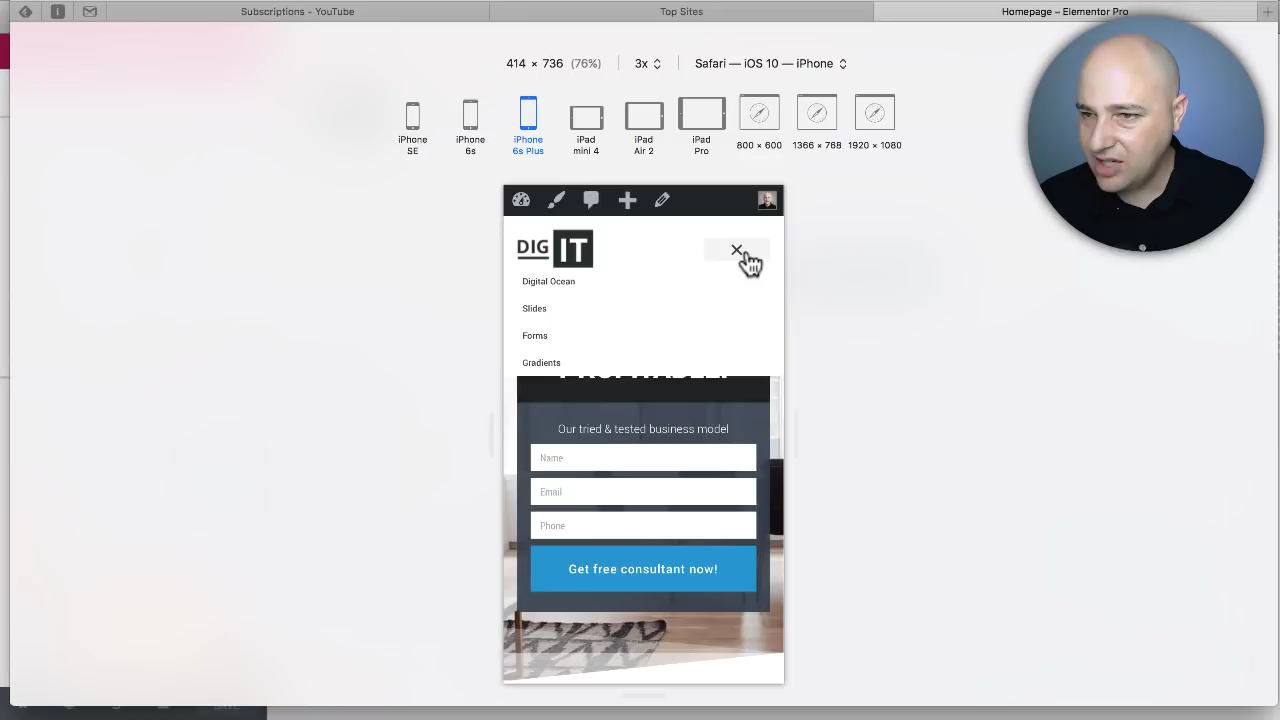 Subscriptions - YouTube
Top Sites
Homepage – Elementor Pro
414 × 736 (76%)
3x
Safari — iOS 10 — iPhone
iPhone SE
iPhone 6s
iPhone 6s Plus
iPad mini 4
iPad Air 2
iPad Pro
800 × 600
1366 × 768
1920 × 1080
DIG IT
Digital Ocean
Slides
Forms
Gradients
Our tried & tested business model
Name
Email
Phone
Get free consultant now!